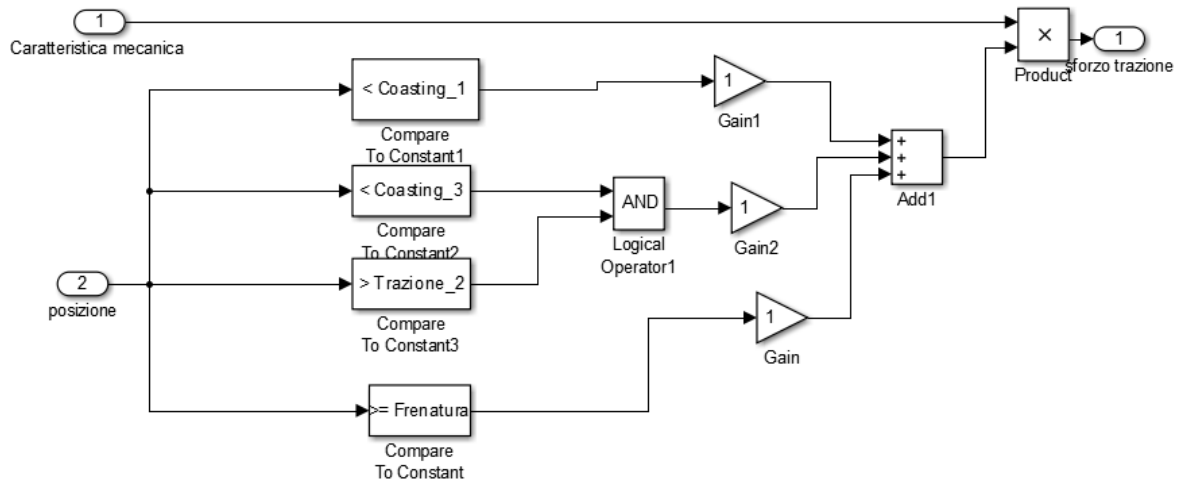 1
Caratteristica mecanica
×
Product
1
sforzo trazione
< Coasting_1
Compare
To Constant1
1
Gain1
< Coasting_3
Compare
To Constant2
AND
Logical
Operator1
1
Gain2
+
+
+
Add1
2
posizione
> Trazione_2
Compare
To Constant3
1
Gain
>= Frenatura
Compare
To Constant